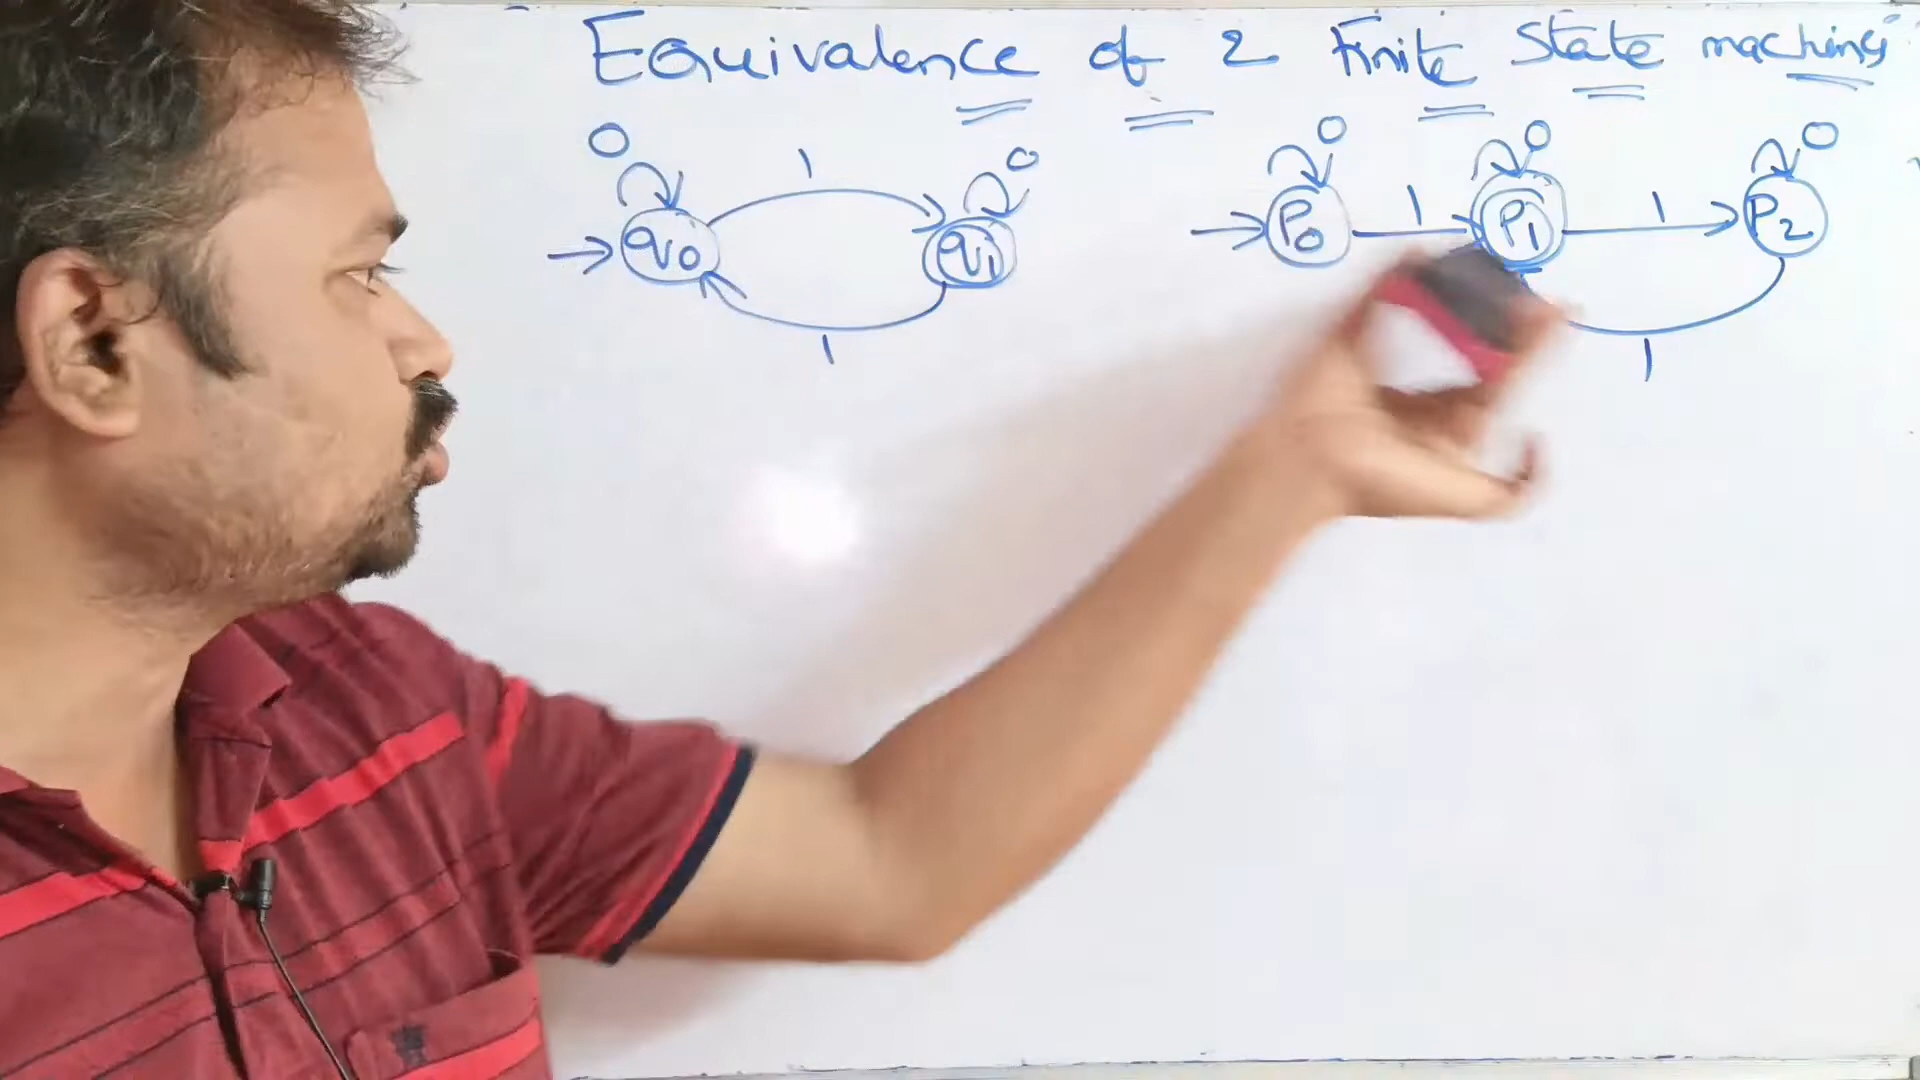 Equivalence of 2 Finite State machines
0 1 0 0 1 0 1 0
q0 q1 P0 P1 P2
1 1